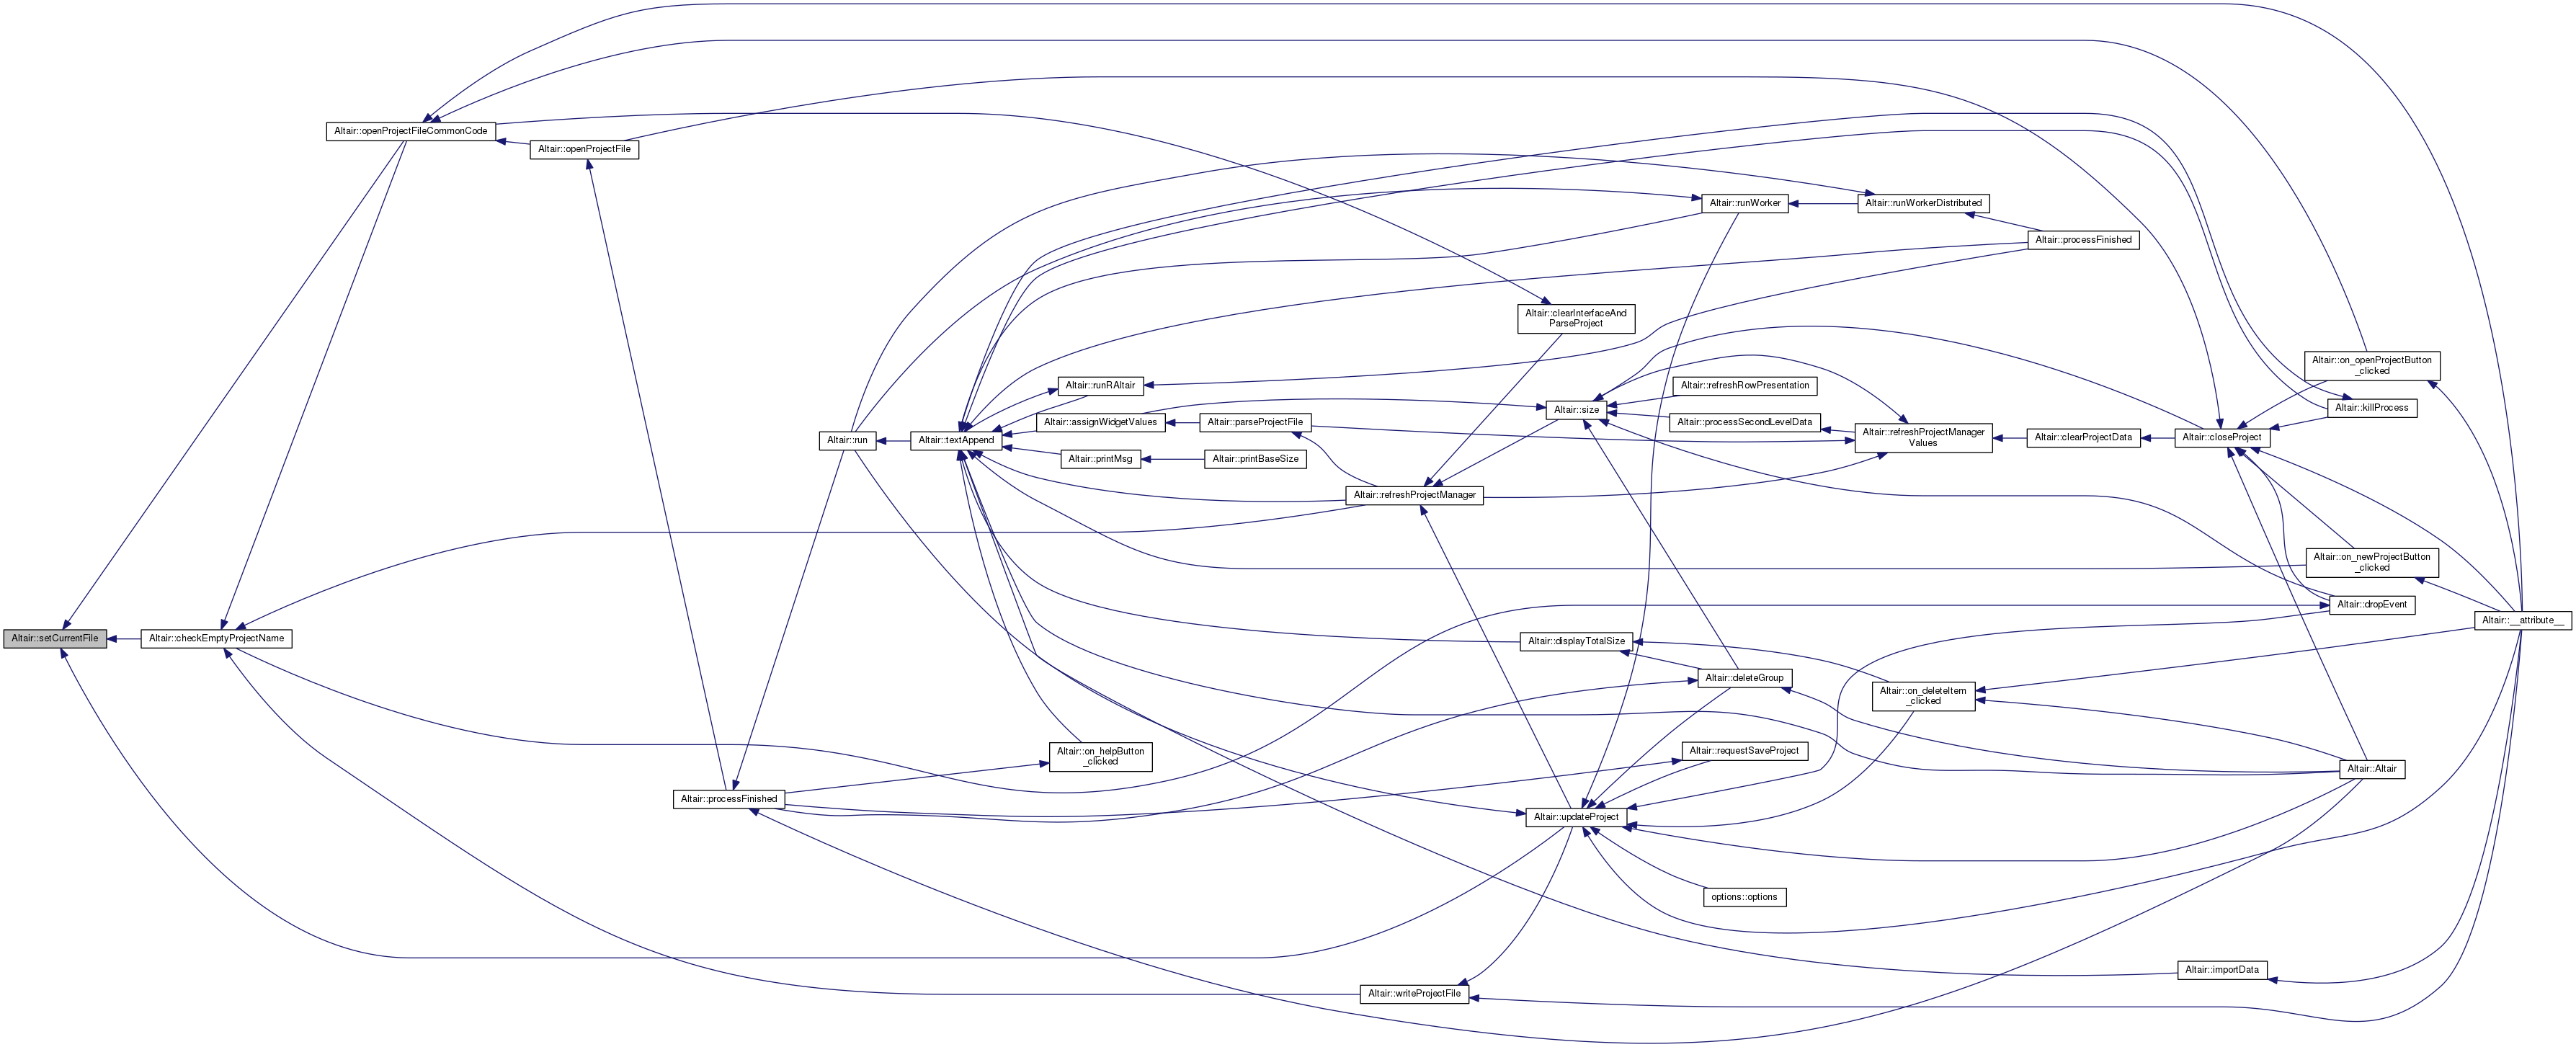 Altair::setCurrentFile
Altair::checkEmptyProjectName
Altair::openProjectFileCommonCode
Altair::openProjectFile
Altair::processFinished
Altair::run
Altair::textAppend
Altair::runRAltair
Altair::assignWidgetValues
Altair::printMsg
Altair::on_helpButton
_clicked
Altair::parseProjectFile
Altair::printBaseSize
Altair::refreshProjectManager
Altair::displayTotalSize
Altair::writeProjectFile
Altair::clearInterfaceAnd
ParseProject
Altair::size
Altair::updateProject
Altair::runWorker
Altair::refreshRowPresentation
Altair::processSecondLevelData
Altair::deleteGroup
Altair::requestSaveProject
options::options
Altair::runWorkerDistributed
Altair::refreshProjectManager
Values
Altair::on_deleteItem
_clicked
Altair::processFinished
Altair::clearProjectData
Altair::closeProject
Altair::importData
Altair::on_openProjectButton
_clicked
Altair::killProcess
Altair::on_newProjectButton
_clicked
Altair::dropEvent
Altair::Altair
Altair::__attribute__